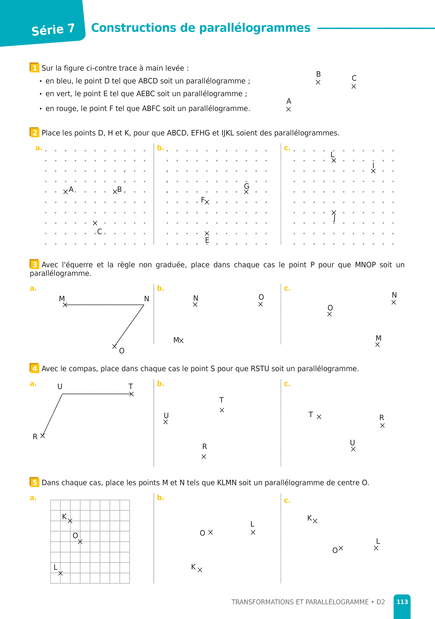 Série 7
Constructions de parallélogrammes
1 Sur la figure ci-contre trace à main levée :
• en bleu, le point D tel que ABCD soit un parallélogramme ;
• en vert, le point E tel que AEBC soit un parallélogramme ;
• en rouge, le point F tel que ABFC soit un parallélogramme.
B
C
A
2 Place les points D, H et K, pour que ABCD, EFHG et IJKL soient des parallélogrammes.
a. b. c.
A B C
F G E
L I J
3 Avec l'équerre et la règle non graduée, place dans chaque cas le point P pour que MNOP soit un
parallélogramme.
a. b. c.
M N O
N O M
N O M
4 Avec le compas, place dans chaque cas le point S pour que RSTU soit un parallélogramme.
a. b. c.
U T R
T U R
T R U
5 Dans chaque cas, place les points M et N tels que KLMN soit un parallélogramme de centre O.
a. b. c.
K O L
L O K
K L O
TRANSFORMATIONS ET PARALLÉLOGRAMME • D2 113